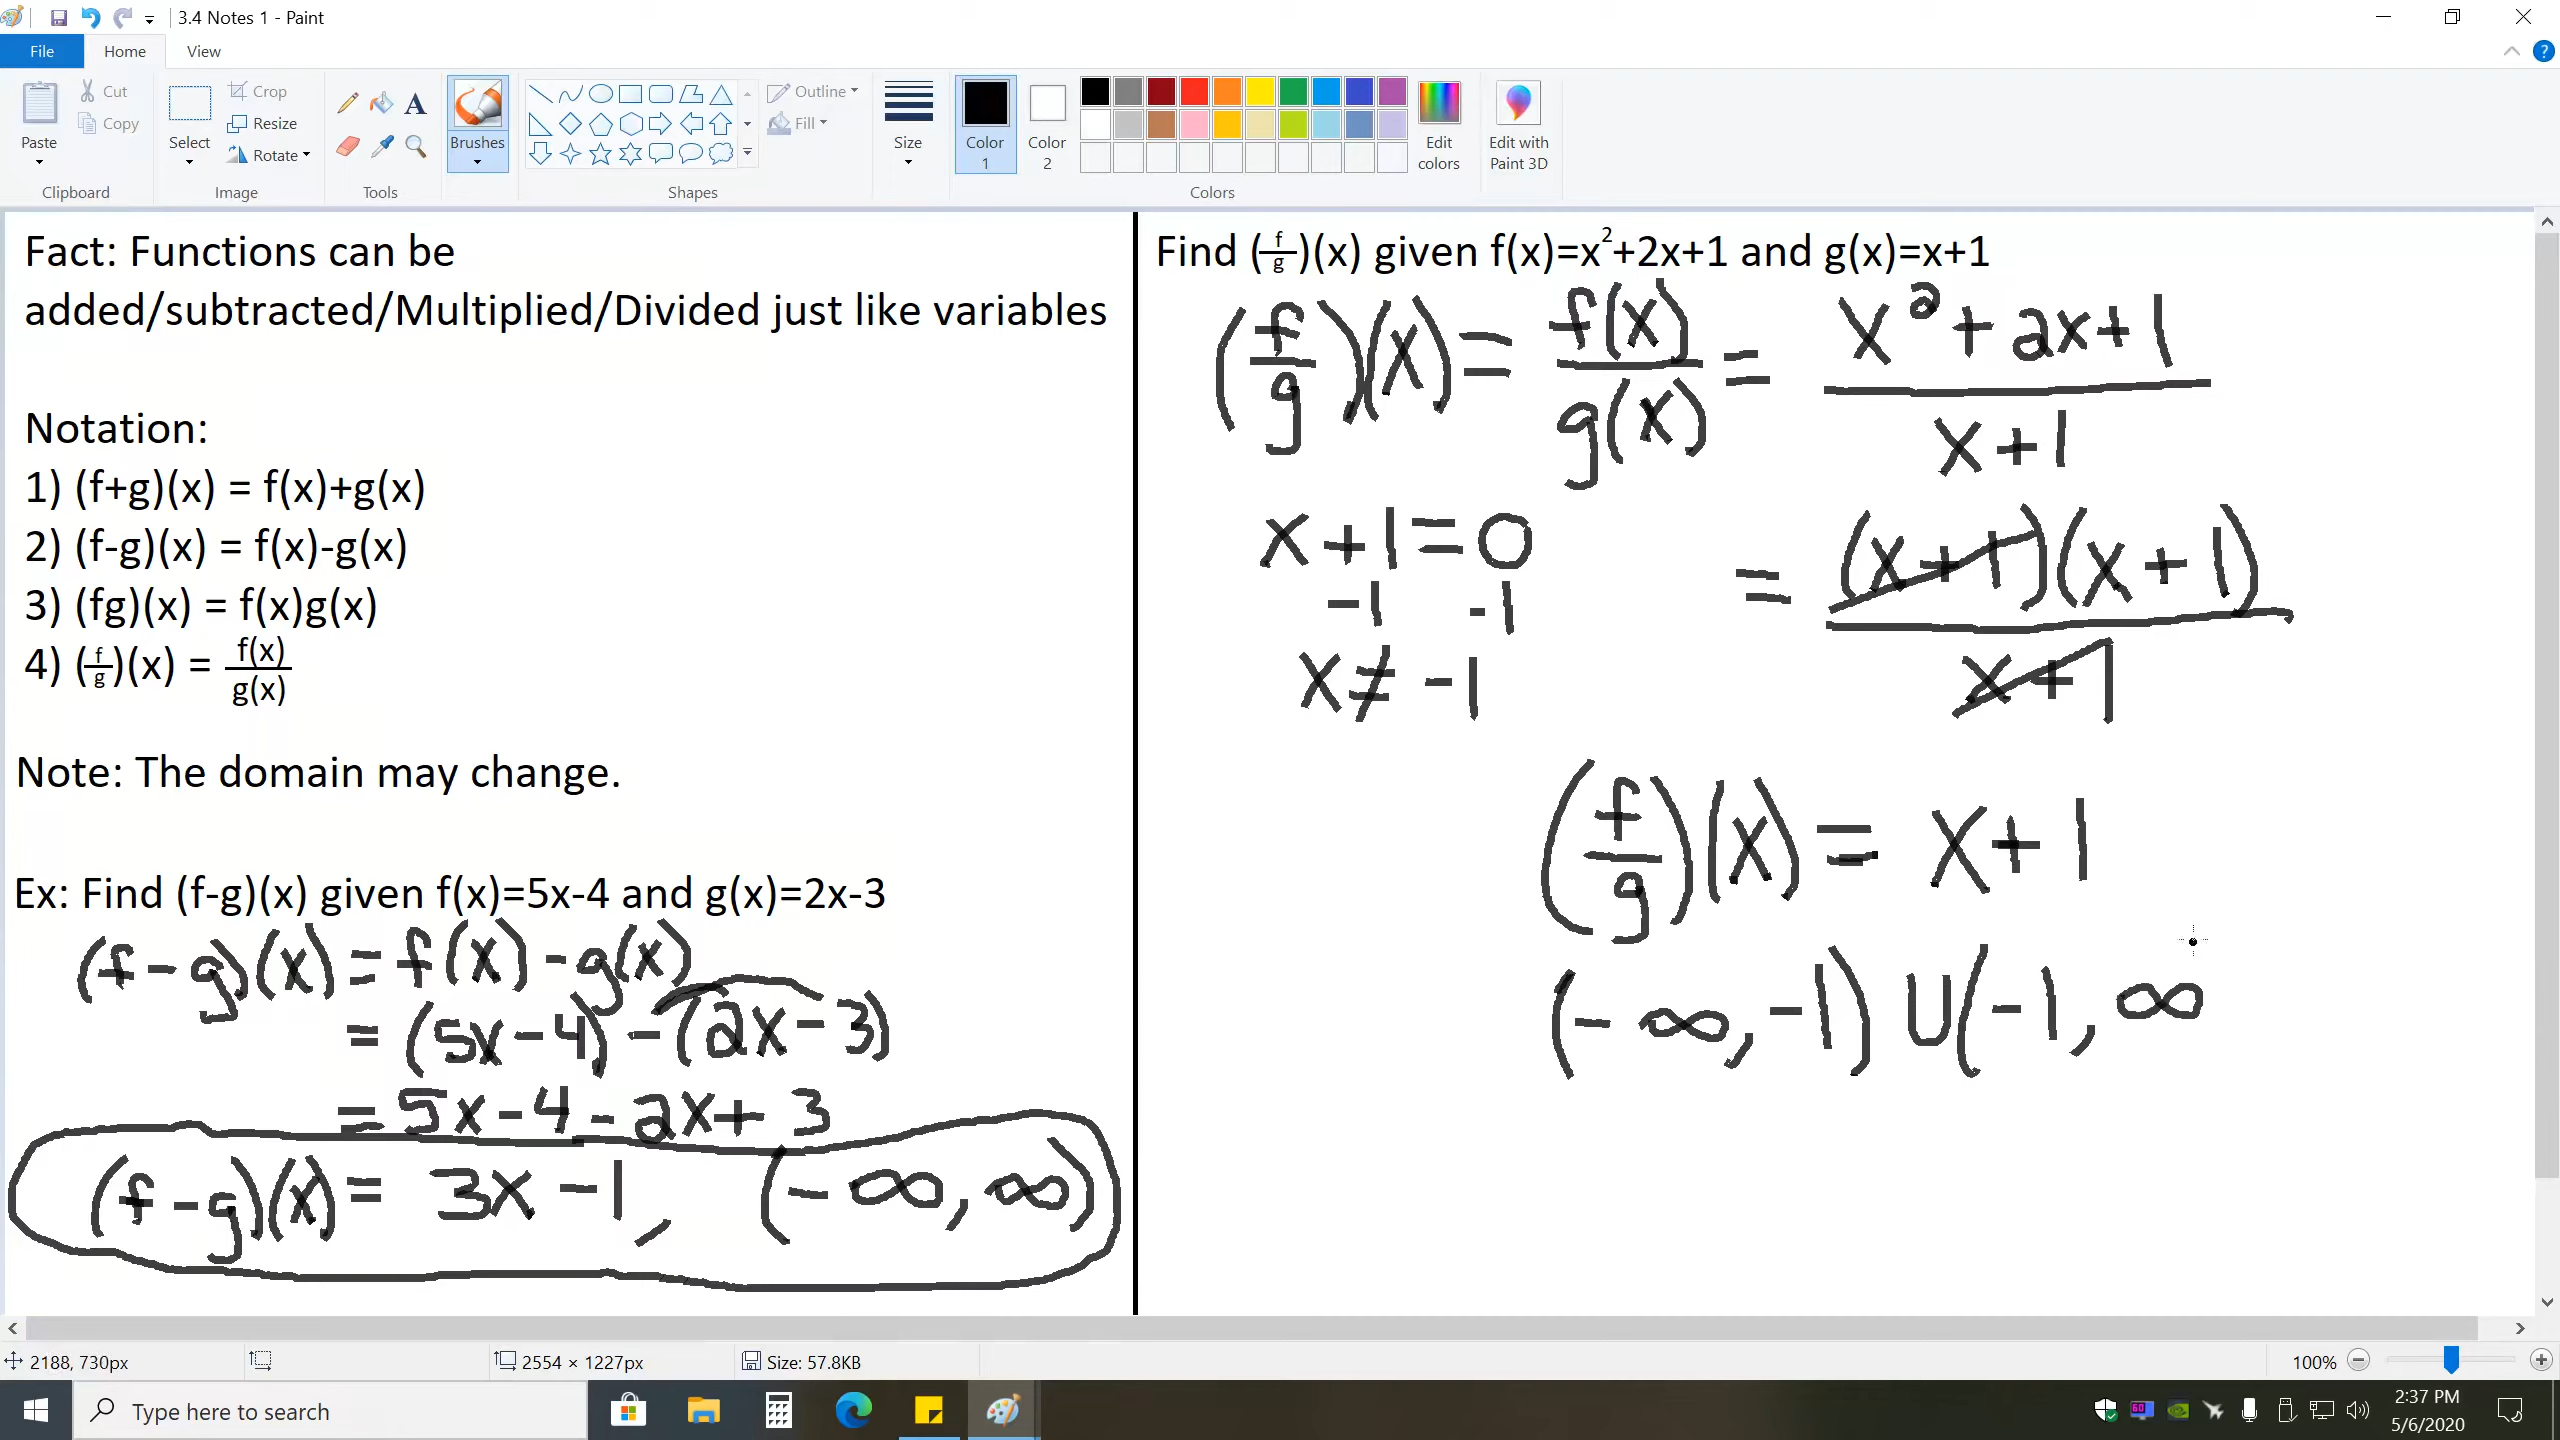 3.4 Notes 1 - Paint
File Home View
Paste Cut Copy Clipboard
Select Crop Resize Rotate Image
Tools
Brushes
Outline Fill Shapes
Size
Color 1 Color 2 Edit colors Colors
Edit with Paint 3D
Fact: Functions can be
added/subtracted/Multiplied/Divided just like variables
Notation:
1) (f+g)(x) = f(x)+g(x)
2) (f-g)(x) = f(x)-g(x)
3) (fg)(x) = f(x)g(x)
4) (f/g)(x) = f(x)/g(x)
Note: The domain may change.
Ex: Find (f-g)(x) given f(x)=5x-4 and g(x)=2x-3
(f-g)(x) = f(x) - g(x)
= (5x-4) - (2x-3)
= 5x-4-2x+3
(f-g)(x) = 3x-1, (-∞,∞)
Find (f/g)(x) given f(x)=x²+2x+1 and g(x)=x+1
(f/g)(x) = f(x)/g(x) = x²+2x+1/x+1
x+1=0
-1 -1
x≠-1
= (x+1)(x+1)/x+1
(f/g)(x) = x+1
(-∞,-1)U(-1,∞
2188, 730px
2554 × 1227px
Size: 57.8KB
100%
Type here to search
60
2:37 PM
5/6/2020